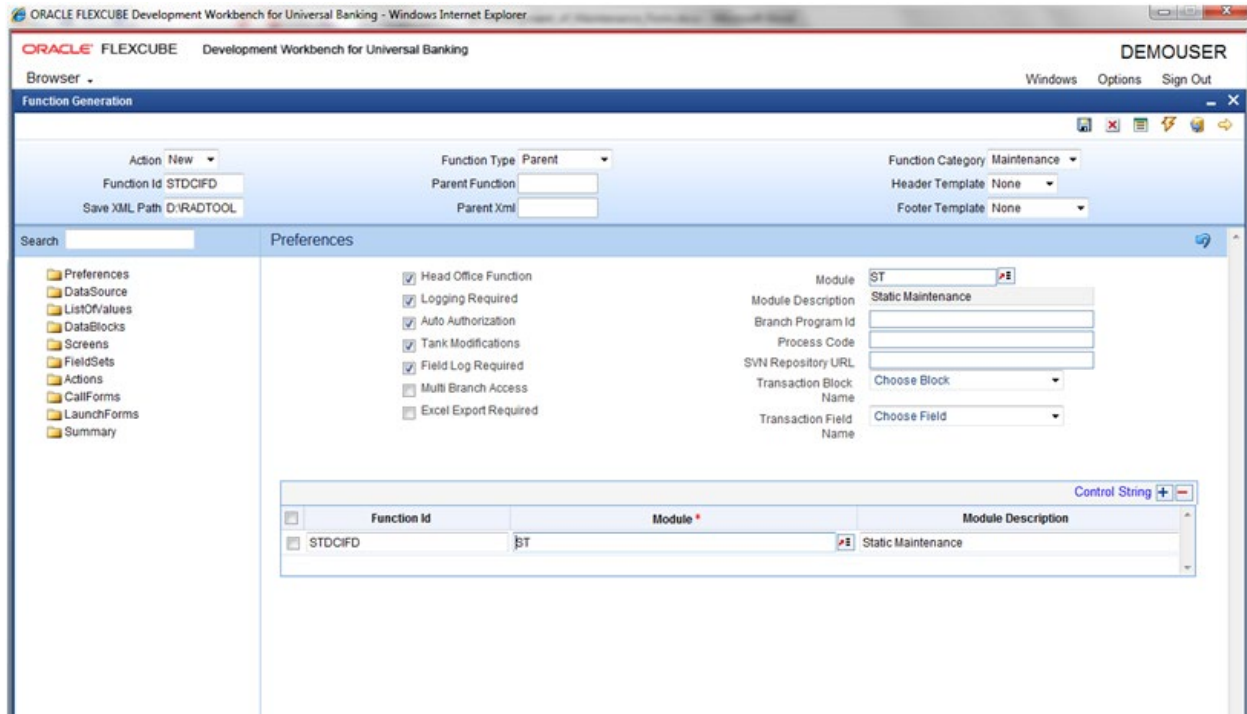 ORACLE FLEXCUBE Development Workbench for Universal Banking - Windows Internet Explorer
ORACLE FLEXCUBE Development Workbench for Universal Banking
DEMOUSER
Browser
Windows Options Sign Out
Function Generation
Action New Function Type Parent Function Category Maintenance
Function Id STDCIFD Parent Function Header Template None
Save XML Path D:\RADTOOL Parent Xml Footer Template None
Search Preferences
Preferences
DataSource
ListOfValues
DataBlocks
Screens
FieldSets
Actions
CallForms
LaunchForms
Summary
Head Office Function
Logging Required
Auto Authorization
Tank Modifications
Field Log Required
Multi Branch Access
Excel Export Required
Module ST
Module Description Static Maintenance
Branch Program Id
Process Code
SVN Repository URL
Transaction Block Name Choose Block
Transaction Field Name Choose Field
Control String + -
Function Id Module * Module Description
STDCIFD ST Static Maintenance